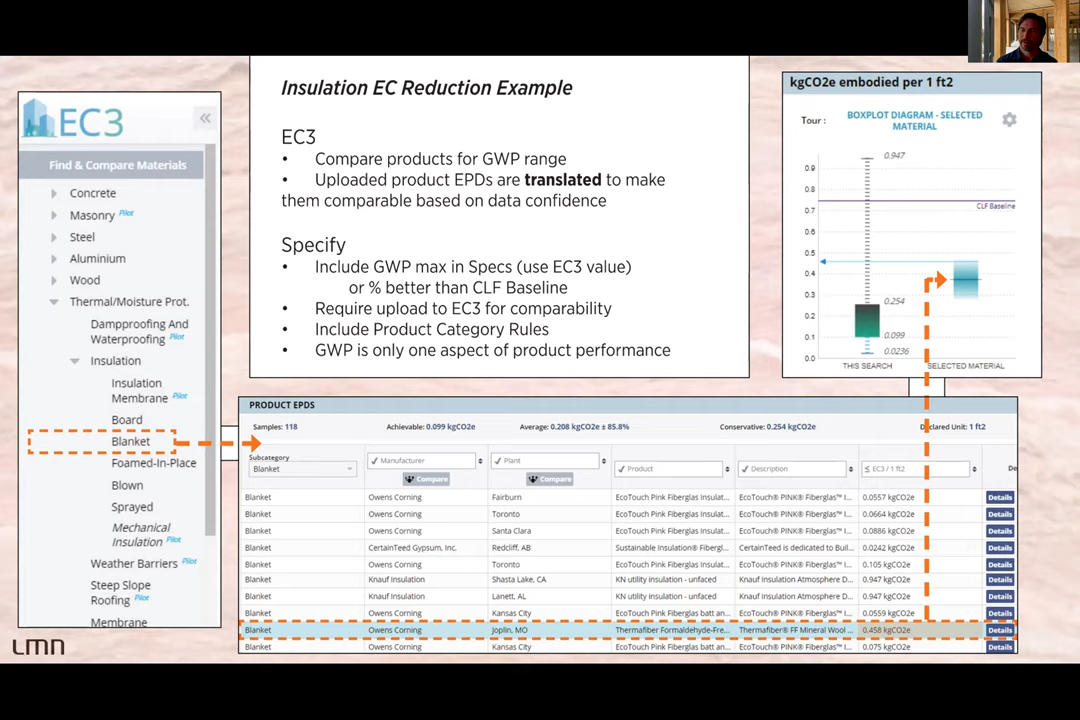 EC3
«
Find & Compare Materials
Concrete
Masonry Pilot
Steel
Aluminium
Wood
Thermal/Moisture Prot.
Dampproofing And
Waterproofing Pilot
Insulation
Insulation
Membrane Pilot
Board
Blanket
Foamed-In-Place
Blown
Sprayed
Mechanical
Insulation Pilot
Weather Barriers Pilot
Steep Slope
Roofing Pilot
Membrane
LMN
Insulation EC Reduction Example
EC3
• Compare products for GWP range
• Uploaded product EPDs are translated to make
them comparable based on data confidence
Specify
• Include GWP max in Specs (use EC3 value)
or % better than CLF Baseline
• Require upload to EC3 for comparability
• Include Product Category Rules
• GWP is only one aspect of product performance
kgCO2e embodied per 1 ft2
Tour :
BOXPLOT DIAGRAM - SELECTED
MATERIAL
0.947
0.9
0.8
0.7
CLF Baseline
0.6
0.5
0.4
0.3
0.254
0.2
0.1
0.099
0.0236
0.0
THIS SEARCH SELECTED MATERIAL
PRODUCT EPDS
Samples: 118 Achievable: 0.099 kgCO2e Average: 0.208 kgCO2e ± 85.8% Conservative: 0.254 kgCO2e Declared Unit: 1 ft2
Subcategory
Blanket Manufacturer Plant Product Description ≤ EC3 / 1 ft2 De
Compare Compare
Blanket Owens Corning Fairburn EcoTouch Pink Fiberglas Insulat... EcoTouch® PINK® Fiberglas™ I... 0.0557 kgCO2e Details
Blanket Owens Corning Toronto EcoTouch Pink Fiberglas Insulat... EcoTouch® PINK® Fiberglas™ I... 0.0664 kgCO2e Details
Blanket Owens Corning Santa Clara EcoTouch Pink Fiberglas Insulat... EcoTouch® PINK® Fiberglas™ I... 0.0886 kgCO2e Details
Blanket CertainTeed Gypsum, Inc. Redcliff, AB Sustainable Insulation® Fibergl... CertainTeed is dedicated to Buil... 0.0242 kgCO2e Details
Blanket Owens Corning Toronto EcoTouch Pink Fiberglas Insulat... EcoTouch® PINK® Fiberglas™ I... 0.105 kgCO2e Details
Blanket Knauf Insulation Shasta Lake, CA KN utility insulation - unfaced Knauf Insulation Atmosphere D... 0.947 kgCO2e Details
Blanket Knauf Insulation Lanett, AL KN utility insulation - unfaced Knauf Insulation Atmosphere D... 0.947 kgCO2e Details
Blanket Owens Corning Kansas City EcoTouch Pink Fiberglas batt an... EcoTouch® PINK® Fiberglas™ I... 0.0559 kgCO2e Details
Blanket Owens Corning Joplin, MO Thermafiber Formaldehyde-Fre... Thermafiber® FF Mineral Wool ... 0.458 kgCO2e Details
Blanket Owens Corning Kansas City EcoTouch Pink Fiberglas batt an... EcoTouch® PINK® Fiberglas™ I... 0.075 kgCO2e Details